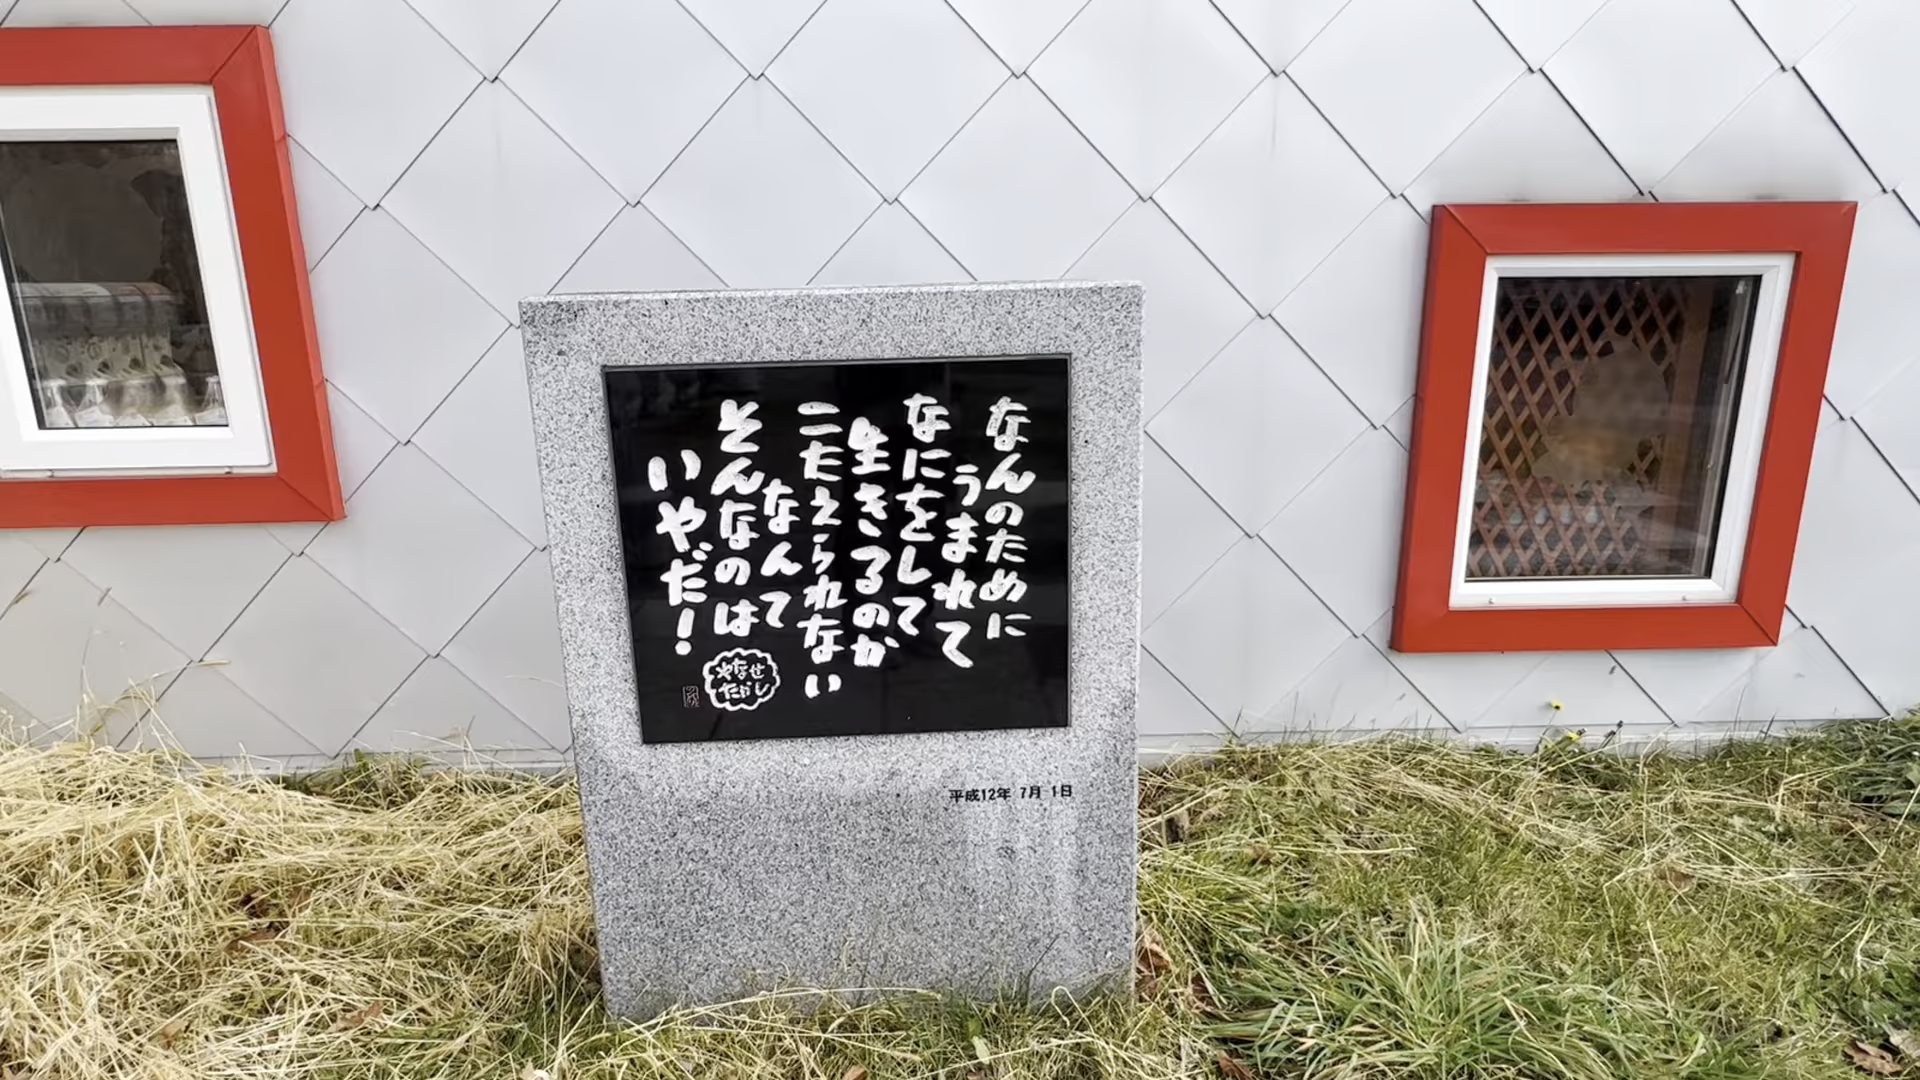 なんのために
うまれて
なにをして
生きるのか
こたえられない
なんて
そんなのは
いやだ！
やなせ
たかし
平成12年 7月 1日